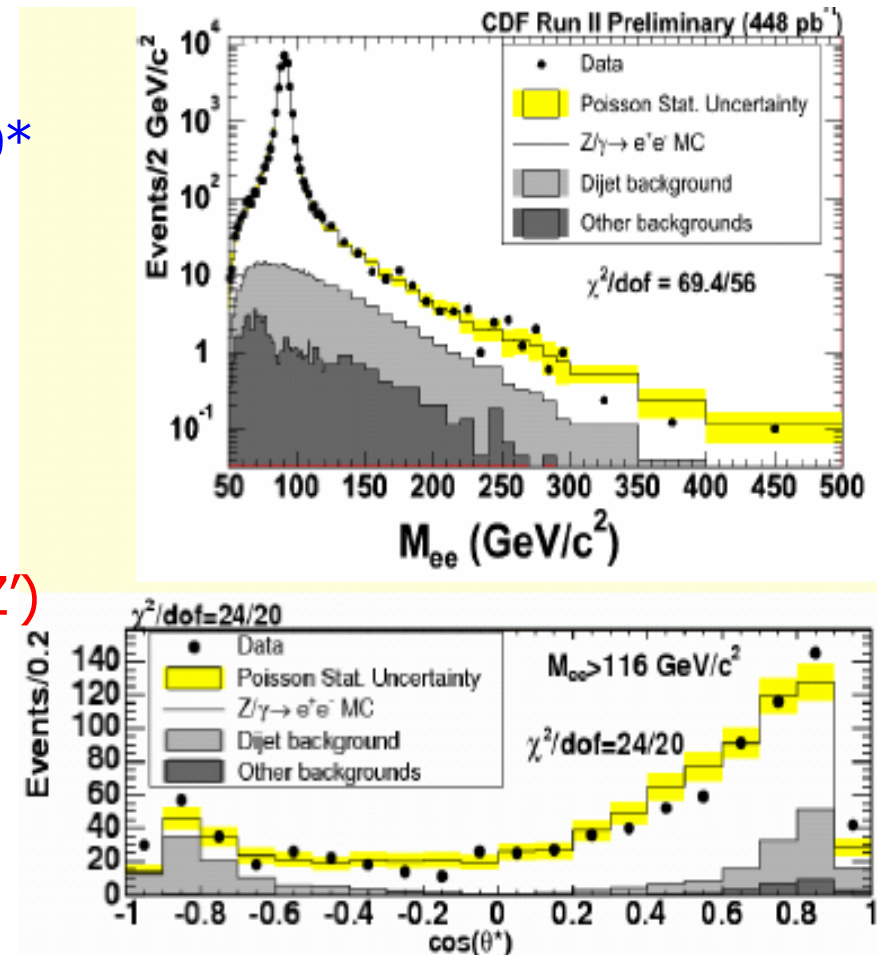 CDF Run II Preliminary (448 pb⁻¹)
)*
Events/2 GeV/c²
10⁴
10³
10²
10
1
10⁻¹
Data
Poisson Stat. Uncertainty
Z/γ→ e⁺e⁻ MC
Dijet background
Other backgrounds
χ²/dof = 69.4/56
50 100 150 200 250 300 350 400 450 500
Mee (GeV/c²)
Z′)
χ²/dof=24/20
Events/0.2
140
120
100
80
60
40
20
0
Data
Poisson Stat. Uncertainty
Z/γ→ e⁺e⁻ MC
Dijet background
Other backgrounds
Mee>116 GeV/c²
χ²/dof=24/20
-1 -0.8 -0.6 -0.4 -0.2 0 0.2 0.4 0.6 0.8 1
cos(θ*)